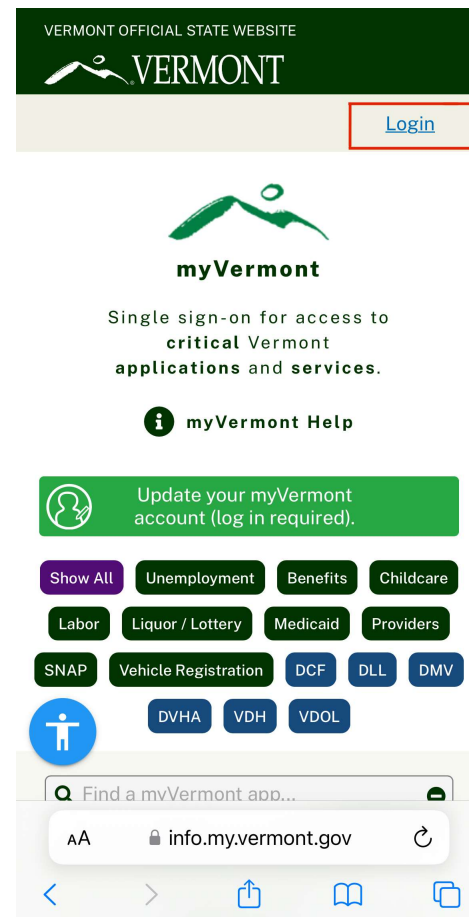 VERMONT OFFICIAL STATE WEBSITE
VERMONT
Login
myVermont
Single sign-on for access to
critical Vermont
applications and services.
myVermont Help
Update your myVermont
account (log in required).
Show All Unemployment Benefits Childcare
Labor Liquor / Lottery Medicaid Providers
SNAP Vehicle Registration DCF DLL DMV
DVHA VDH VDOL
Find a myVermont app...
AA info.my.vermont.gov